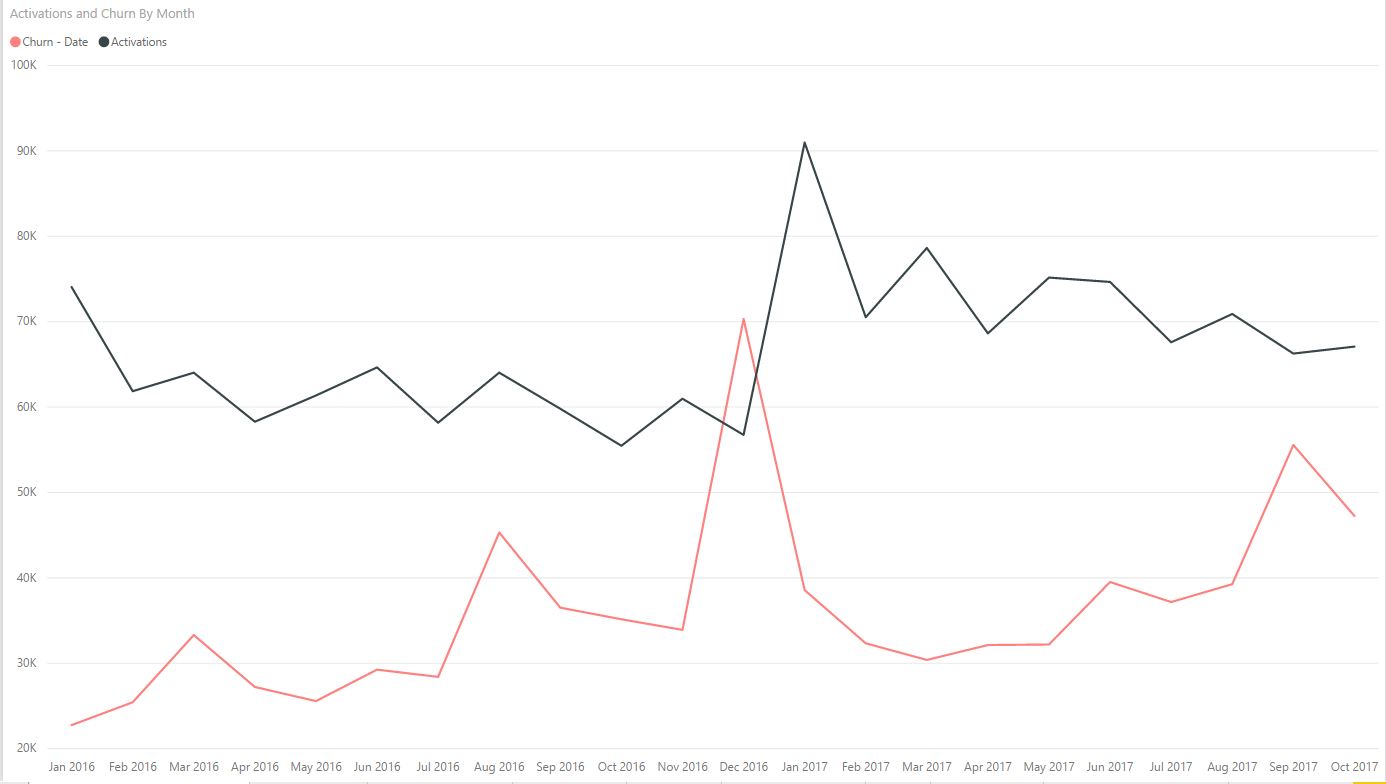 Activations and Churn By Month
Churn - Date Activations
100K
90K
80K
70K
60K
50K
40K
30K
20K
Jan 2016 Feb 2016 Mar 2016 Apr 2016 May 2016 Jun 2016 Jul 2016 Aug 2016 Sep 2016 Oct 2016 Nov 2016 Dec 2016 Jan 2017 Feb 2017 Mar 2017 Apr 2017 May 2017 Jun 2017 Jul 2017 Aug 2017 Sep 2017 Oct 2017